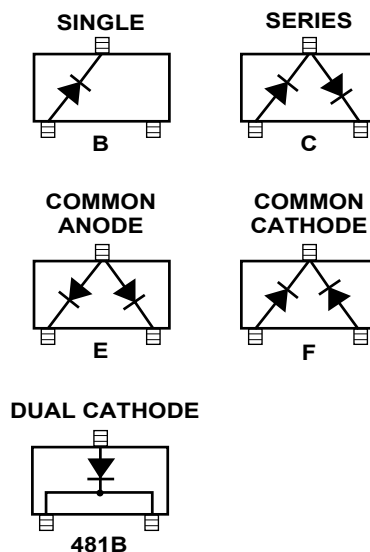 SINGLE
B
SERIES
C
COMMON
ANODE
E
COMMON
CATHODE
F
DUAL CATHODE
481B